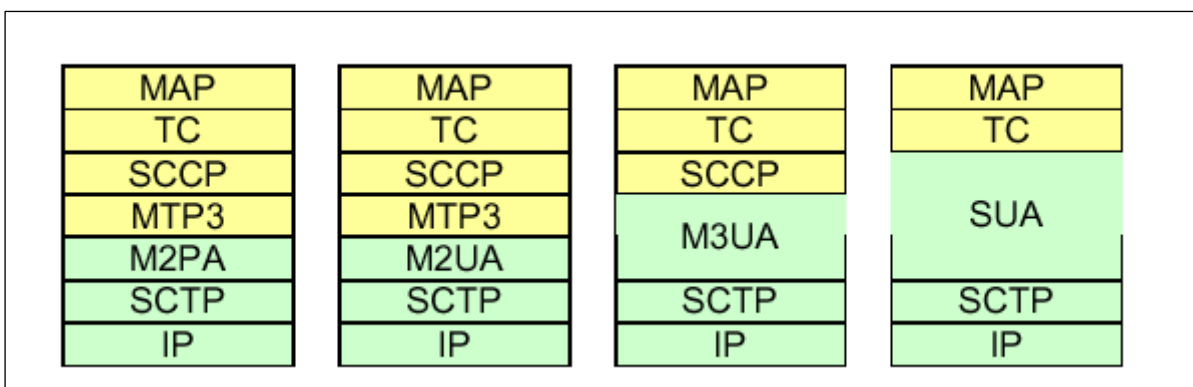 MAP MAP MAP MAP
TC TC TC TC
SCCP SCCP SCCP
MTP3 MTP3 M3UA SUA
M2PA M2UA
SCTP SCTP SCTP SCTP
IP IP IP IP